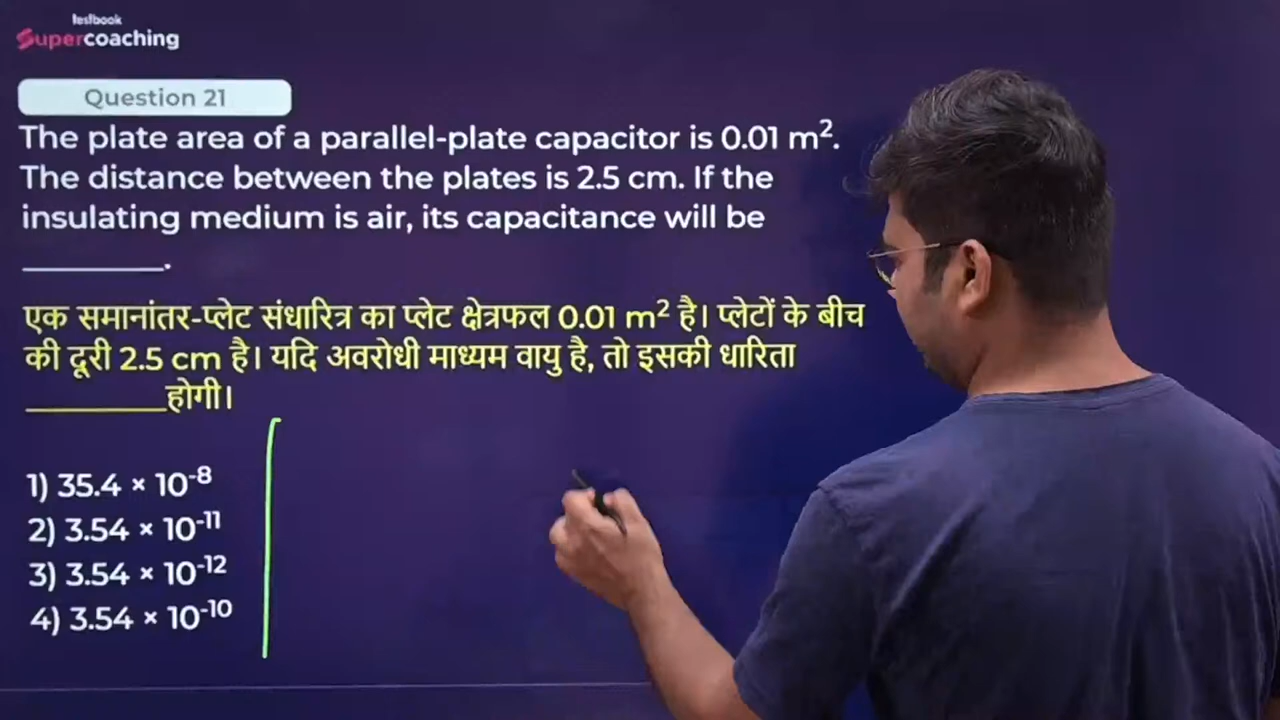 testbook
Supercoaching
Question 21
The plate area of a parallel-plate capacitor is 0.01 m².
The distance between the plates is 2.5 cm. If the
insulating medium is air, its capacitance will be
__________.
एक समानांतर-प्लेट संधारित्र का प्लेट क्षेत्रफल 0.01 m² है। प्लेटों के बीच
की दूरी 2.5 cm है। यदि अवरोधी माध्यम वायु है, तो इसकी धारिता
__________होगी।
1) 35.4 × 10⁻⁸
2) 3.54 × 10⁻¹¹
3) 3.54 × 10⁻¹²
4) 3.54 × 10⁻¹⁰